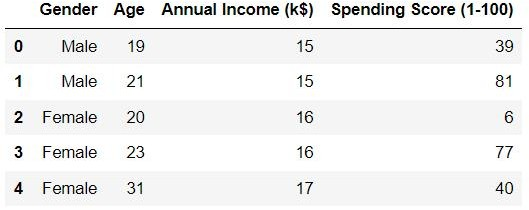 Gender Age Annual Income (k$) Spending Score (1-100)
0 Male 19 15 39
1 Male 21 15 81
2 Female 20 16 6
3 Female 23 16 77
4 Female 31 17 40